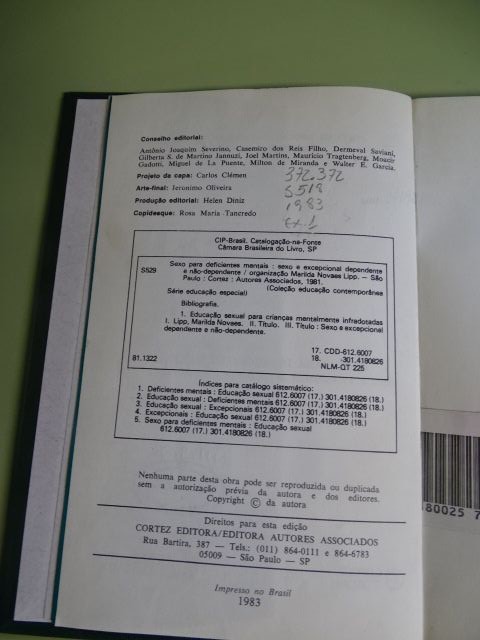 Conselho editorial:
Antônio Joaquim Severino, Casemiro dos Reis Filho, Dermeval Saviani,
Gilberta S. de Martino Jannuzi, Joel Martins, Maurício Tragtenberg, Moacir
Gadotti, Miguel de La Puente, Milton de Miranda e Walter E. Garcia.
Projeto da capa: Carlos Clémen
Arte-final: Jeronimo Oliveira
Produção editorial: Helen Diniz
Copidesque: Rosa Maria Tancredo
372.372
S518
1983
ex.1
CIP-Brasil. Catalogação-na-Fonte
Câmara Brasileira do Livro, SP
S529
Sexo para deficientes mentais : sexo e excepcional dependente
e não-dependente / organização Marilda Novaes Lipp. — São
Paulo : Cortez : Autores Associados, 1981.
(Coleção educação contemporânea
Série educação especial)
Bibliografia.
1. Educação sexual para crianças mentalmente infradotadas
I. Lipp, Marilda Novaes. II. Título. III. Título : Sexo e excepcional
dependente e não-dependente.
17. CDD-612.6007
18. -301.4180826
81.1322
NLM-QT 225
Índices para catálogo sistemático:
1. Deficientes mentais : Educação sexual 612.6007 (17.) 301.4180826 (18.)
2. Educação sexual : Deficientes mentais 612.6007 (17.) 301.4180826 (18.)
3. Educação sexual : Excepcionais 612.6007 (17.) 301.4180826 (18.)
4. Excepcionais : Educação sexual 612.6007 (17.) 301.4180826 (18.)
5. Sexo para deficientes mentais : Educação sexual
612.6007 (17.) 301.4180826 (18.)
Nenhuma parte desta obra pode ser reproduzida ou duplicada
sem a autorização prévia da autora e dos editores.
Copyright © da autora
Direitos para esta edição
CORTEZ EDITORA/EDITORA AUTORES ASSOCIADOS
Rua Bartira, 387 — Tels.: (011) 864-0111 e 864-6783
05009 — São Paulo — SP
Impresso no Brasil
1983
80025 7